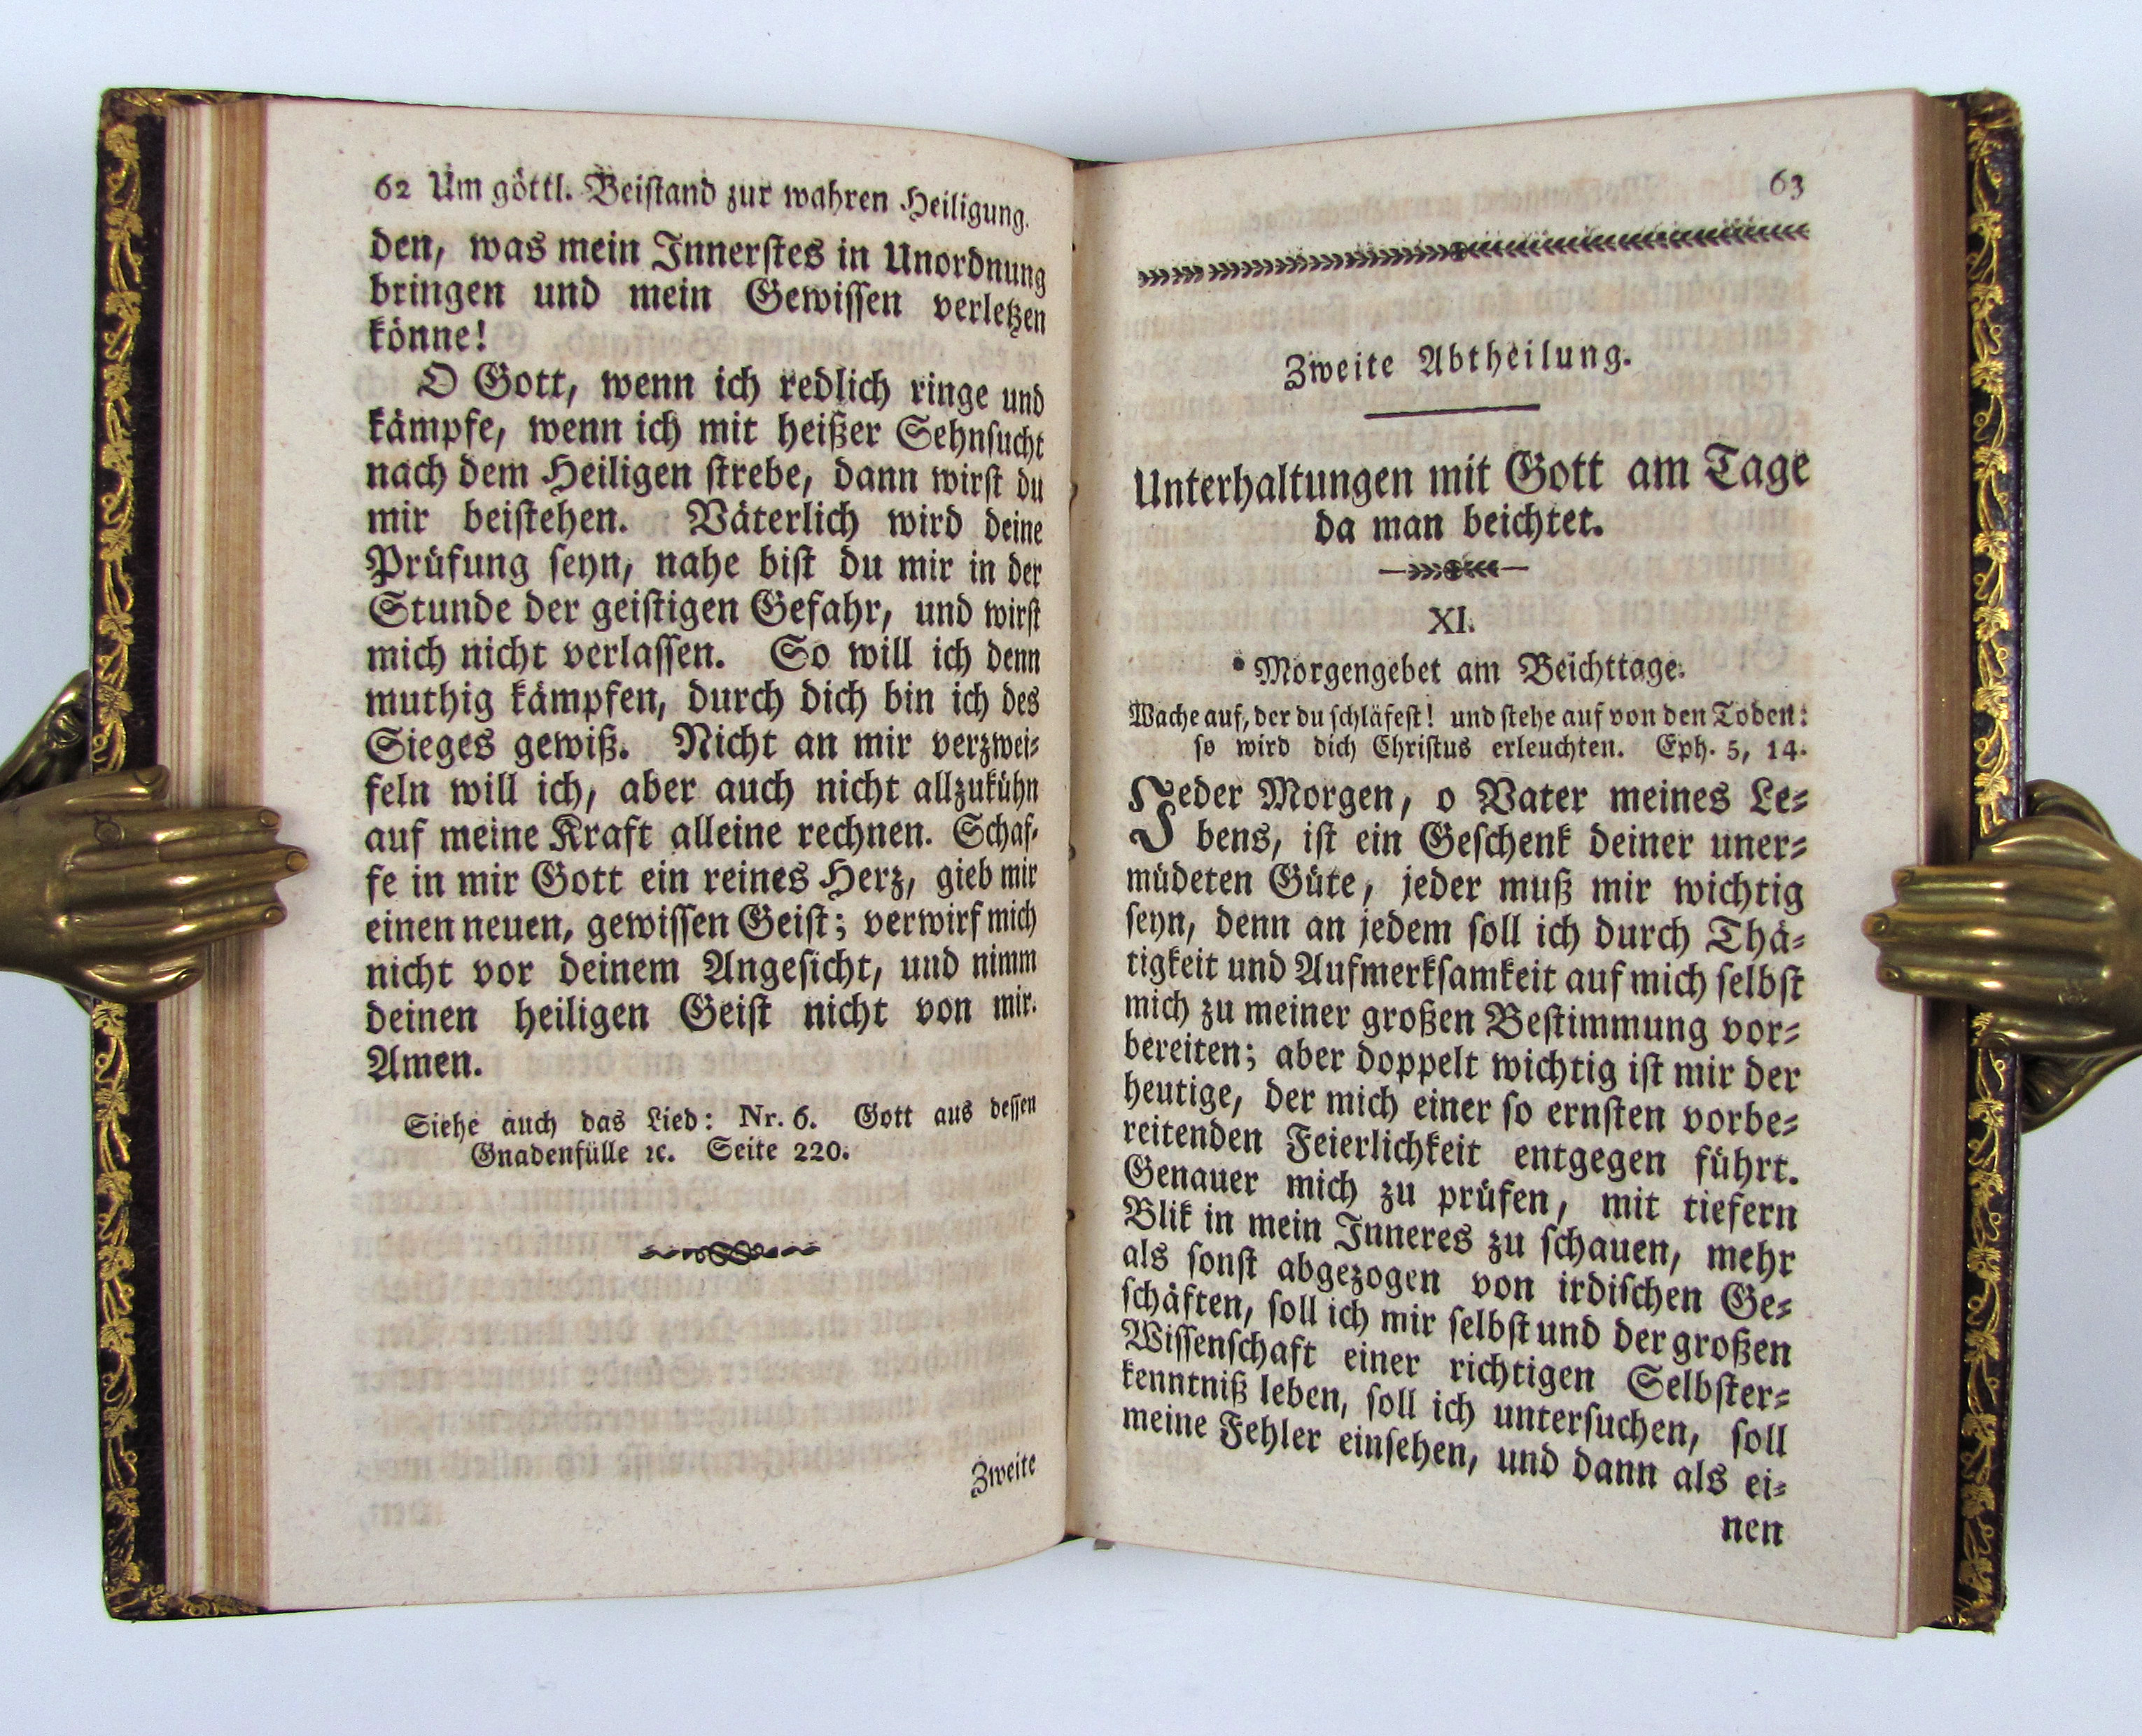 62 Um göttl. Beiſtand zur wahren Heiligung.
den, was mein Innerſtes in Unordnung
bringen und mein Gewiſſen verletzen
könne!
O Gott, wenn ich redlich ringe und
kämpfe, wenn ich mit heißer Sehnſucht
nach dem Heiligen ſtrebe, dann wirſt du
mir beiſtehen. Väterlich wird deine
Prüfung ſeyn, nahe biſt du mir in der
Stunde der geiſtigen Gefahr, und wirſt
mich nicht verlaſſen. So will ich denn
muthig kämpfen, durch dich bin ich des
Sieges gewiß. Nicht an mir verzwei⸗
feln will ich, aber auch nicht allzukühn
auf meine Kraft alleine rechnen. Schaf⸗
fe in mir Gott ein reines Herz, gieb mir
einen neuen, gewiſſen Geiſt; verwirf mich
nicht vor deinem Angeſicht, und nimm
deinen heiligen Geiſt nicht von mir.
Amen.
Siehe auch das Lied: Nr. 6. Gott aus deſſen
Gnadenfülle ꝛc. Seite 220.
Zweite
63
Zweite Abtheilung.
Unterhaltungen mit Gott am Tage
da man beichtet.
XI.
Morgengebet am Beichttage.
Wache auf, der du ſchläfeſt! und ſtehe auf von den Toden:
ſo wird dich Chriſtus erleuchten. Eph. 5, 14.
Jeder Morgen, o Vater meines Le⸗
bens, iſt ein Geſchenk deiner uner⸗
müdeten Güte, jeder muß mir wichtig
ſeyn, denn an jedem ſoll ich durch Thä⸗
tigkeit und Aufmerkſamkeit auf mich ſelbſt
mich zu meiner großen Beſtimmung vor⸗
bereiten; aber doppelt wichtig iſt mir der
heutige, der mich einer ſo ernſten vorbe⸗
reitenden Feierlichkeit entgegen führt.
Genauer mich zu prüfen, mit tiefern
Blik in mein Inneres zu ſchauen, mehr
als ſonſt abgezogen von irdiſchen Ge⸗
ſchäften, ſoll ich mir ſelbſt und der großen
Wiſſenſchaft einer richtigen Selbſter⸗
kenntniß leben, ſoll ich unterſuchen, ſoll
meine Fehler einſehen, und dann als ei⸗
nen